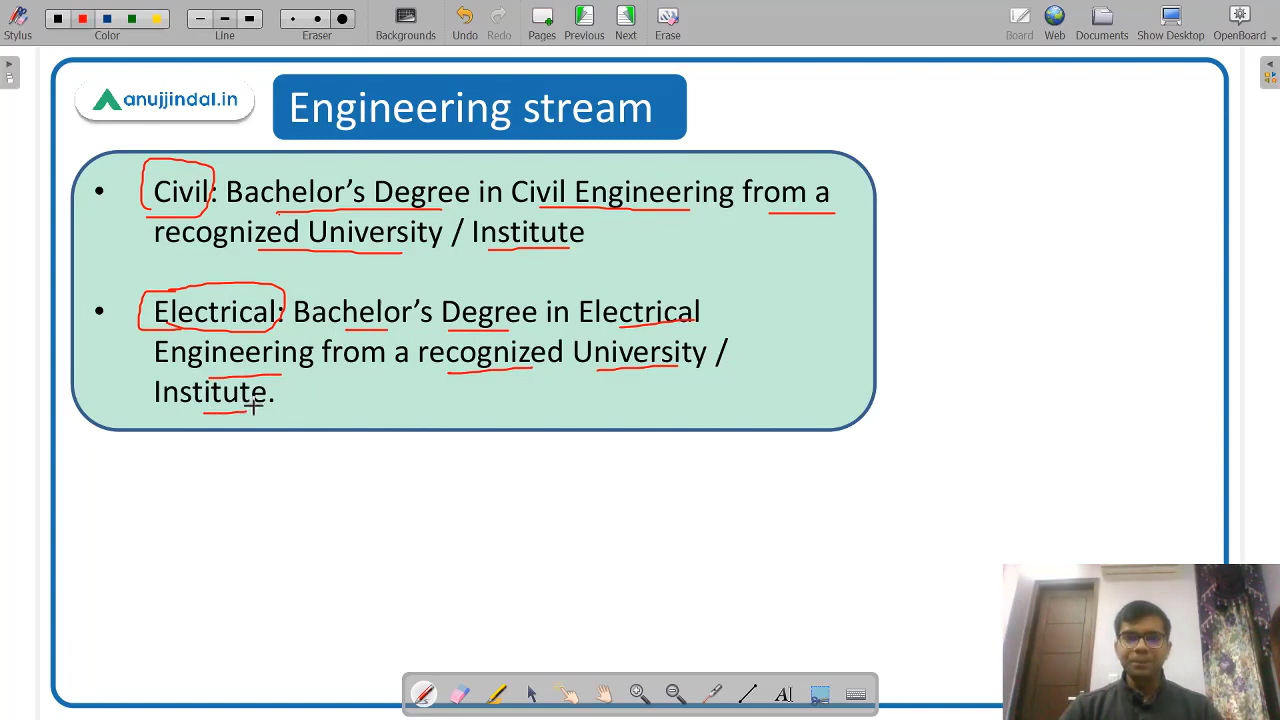 Stylus
Color
Line
Eraser
Backgrounds
Undo
Redo
Pages
Previous
Next
Erase
Board
Web
Documents
Show Desktop
OpenBoard
anujjindal.in
Engineering stream
• Civil: Bachelor’s Degree in Civil Engineering from a
recognized University / Institute
• Electrical: Bachelor’s Degree in Electrical
Engineering from a recognized University /
Institute.
AI